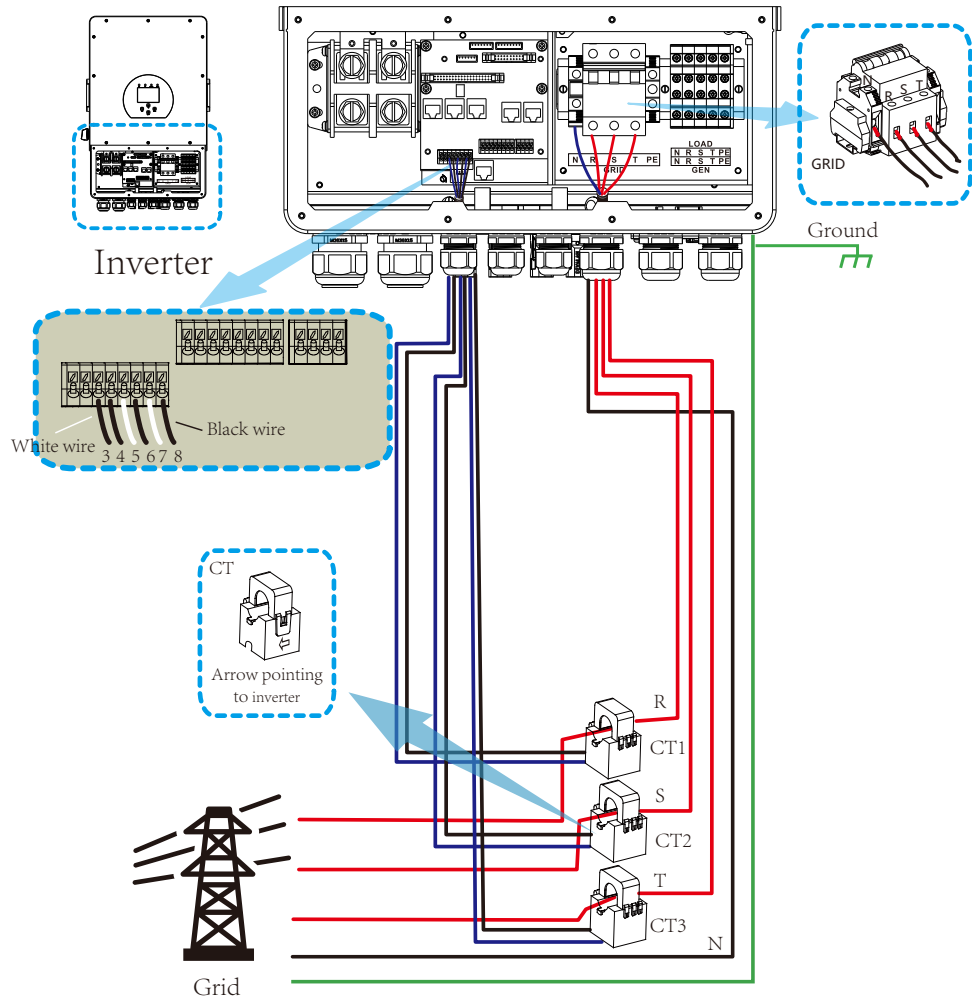 Inverter
LOAD
N R S T PE
N R S T PE
GEN
N R S T PE
GRID
R S T
GRID
Ground
White wire
Black wire
3 4 5 6 7 8
CT
Arrow pointing
to inverter
R
CT1
S
CT2
T
CT3
N
Grid